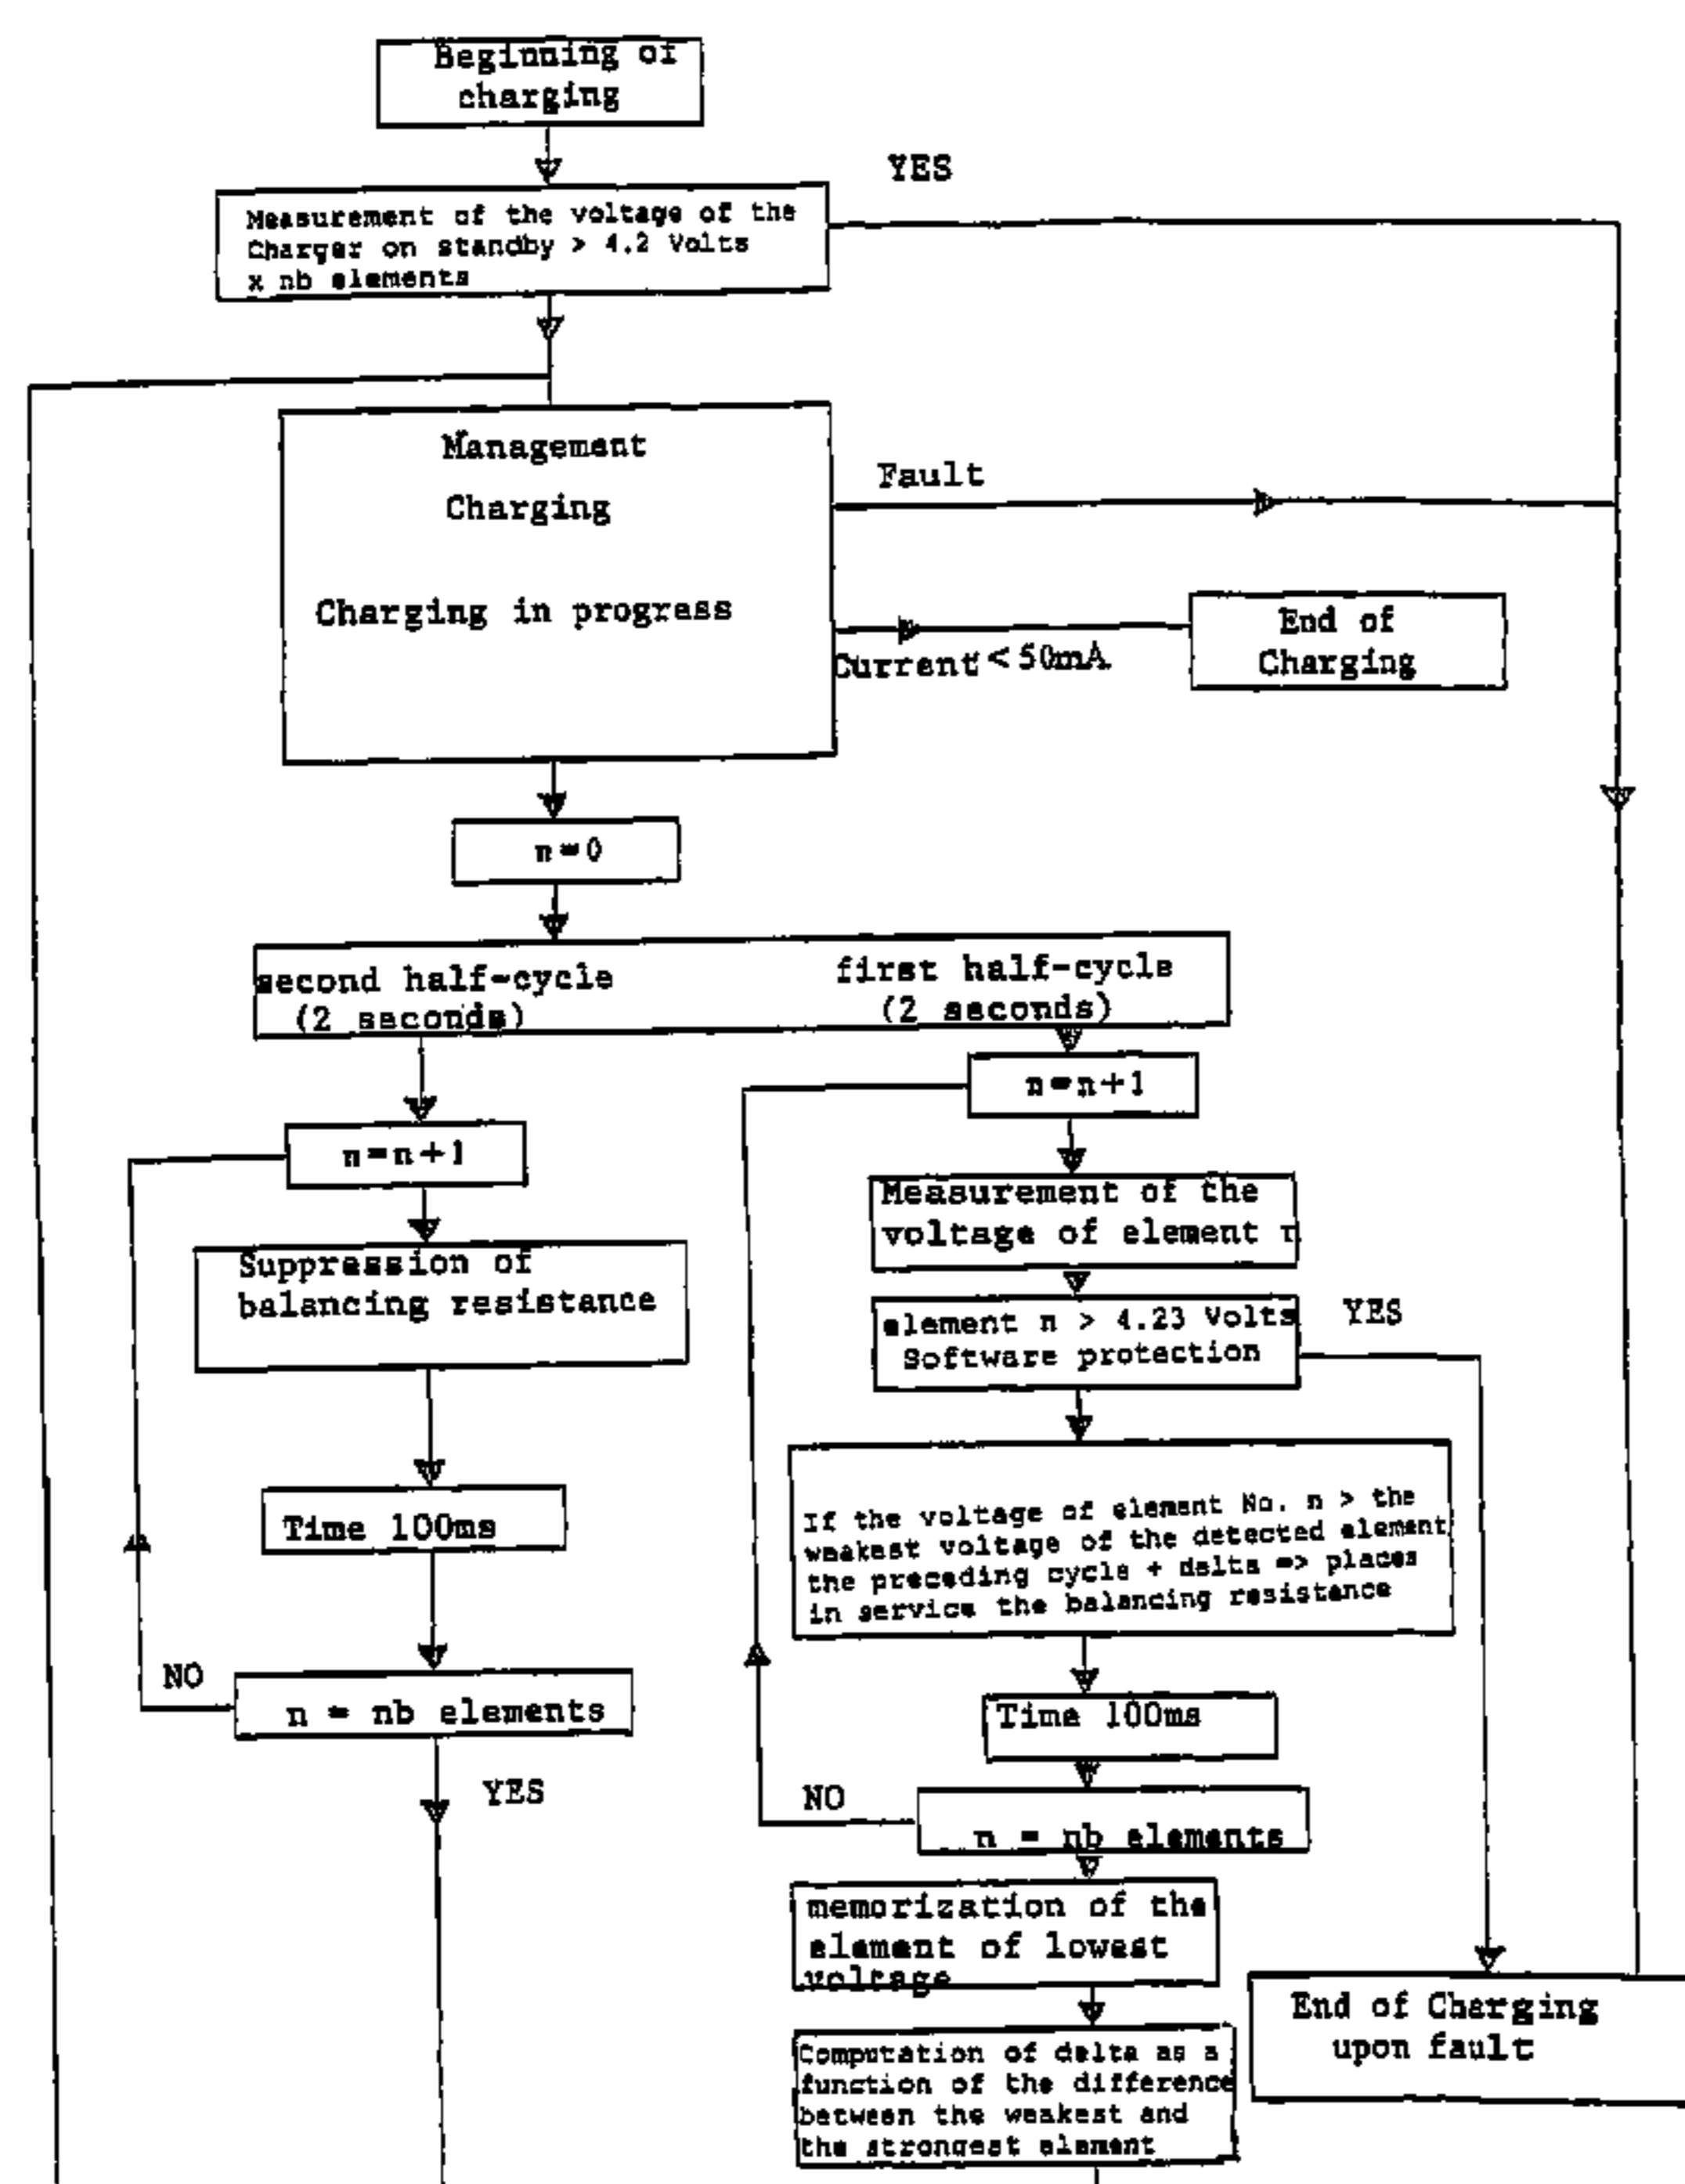 Beginning of
charging
YES
Measurement of the voltage of the
Charger on standby > 4.2 Volts
x nb elements
Management
Charging
Fault
Charging in progress
End of
Charging
Current < 50mA
n=0
second half-cycle
(2 seconds)
first half-cycle
(2 seconds)
n=n+1
n=n+1
Measurement of the
voltage of element n
Suppression of
balancing resistance
element n > 4.23 Volts
Software protection
YES
If the voltage of element No. n > the
weakest voltage of the detected element
the preceding cycle + delta => places
in service the balancing resistance
Time 100ms
NO
n = nb elements
YES
Time 100ms
NO
n = nb elements
memorization of the
element of lowest
voltage
End of Charging
upon fault
Computation of delta as a
function of the difference
between the weakest and
the strongest element